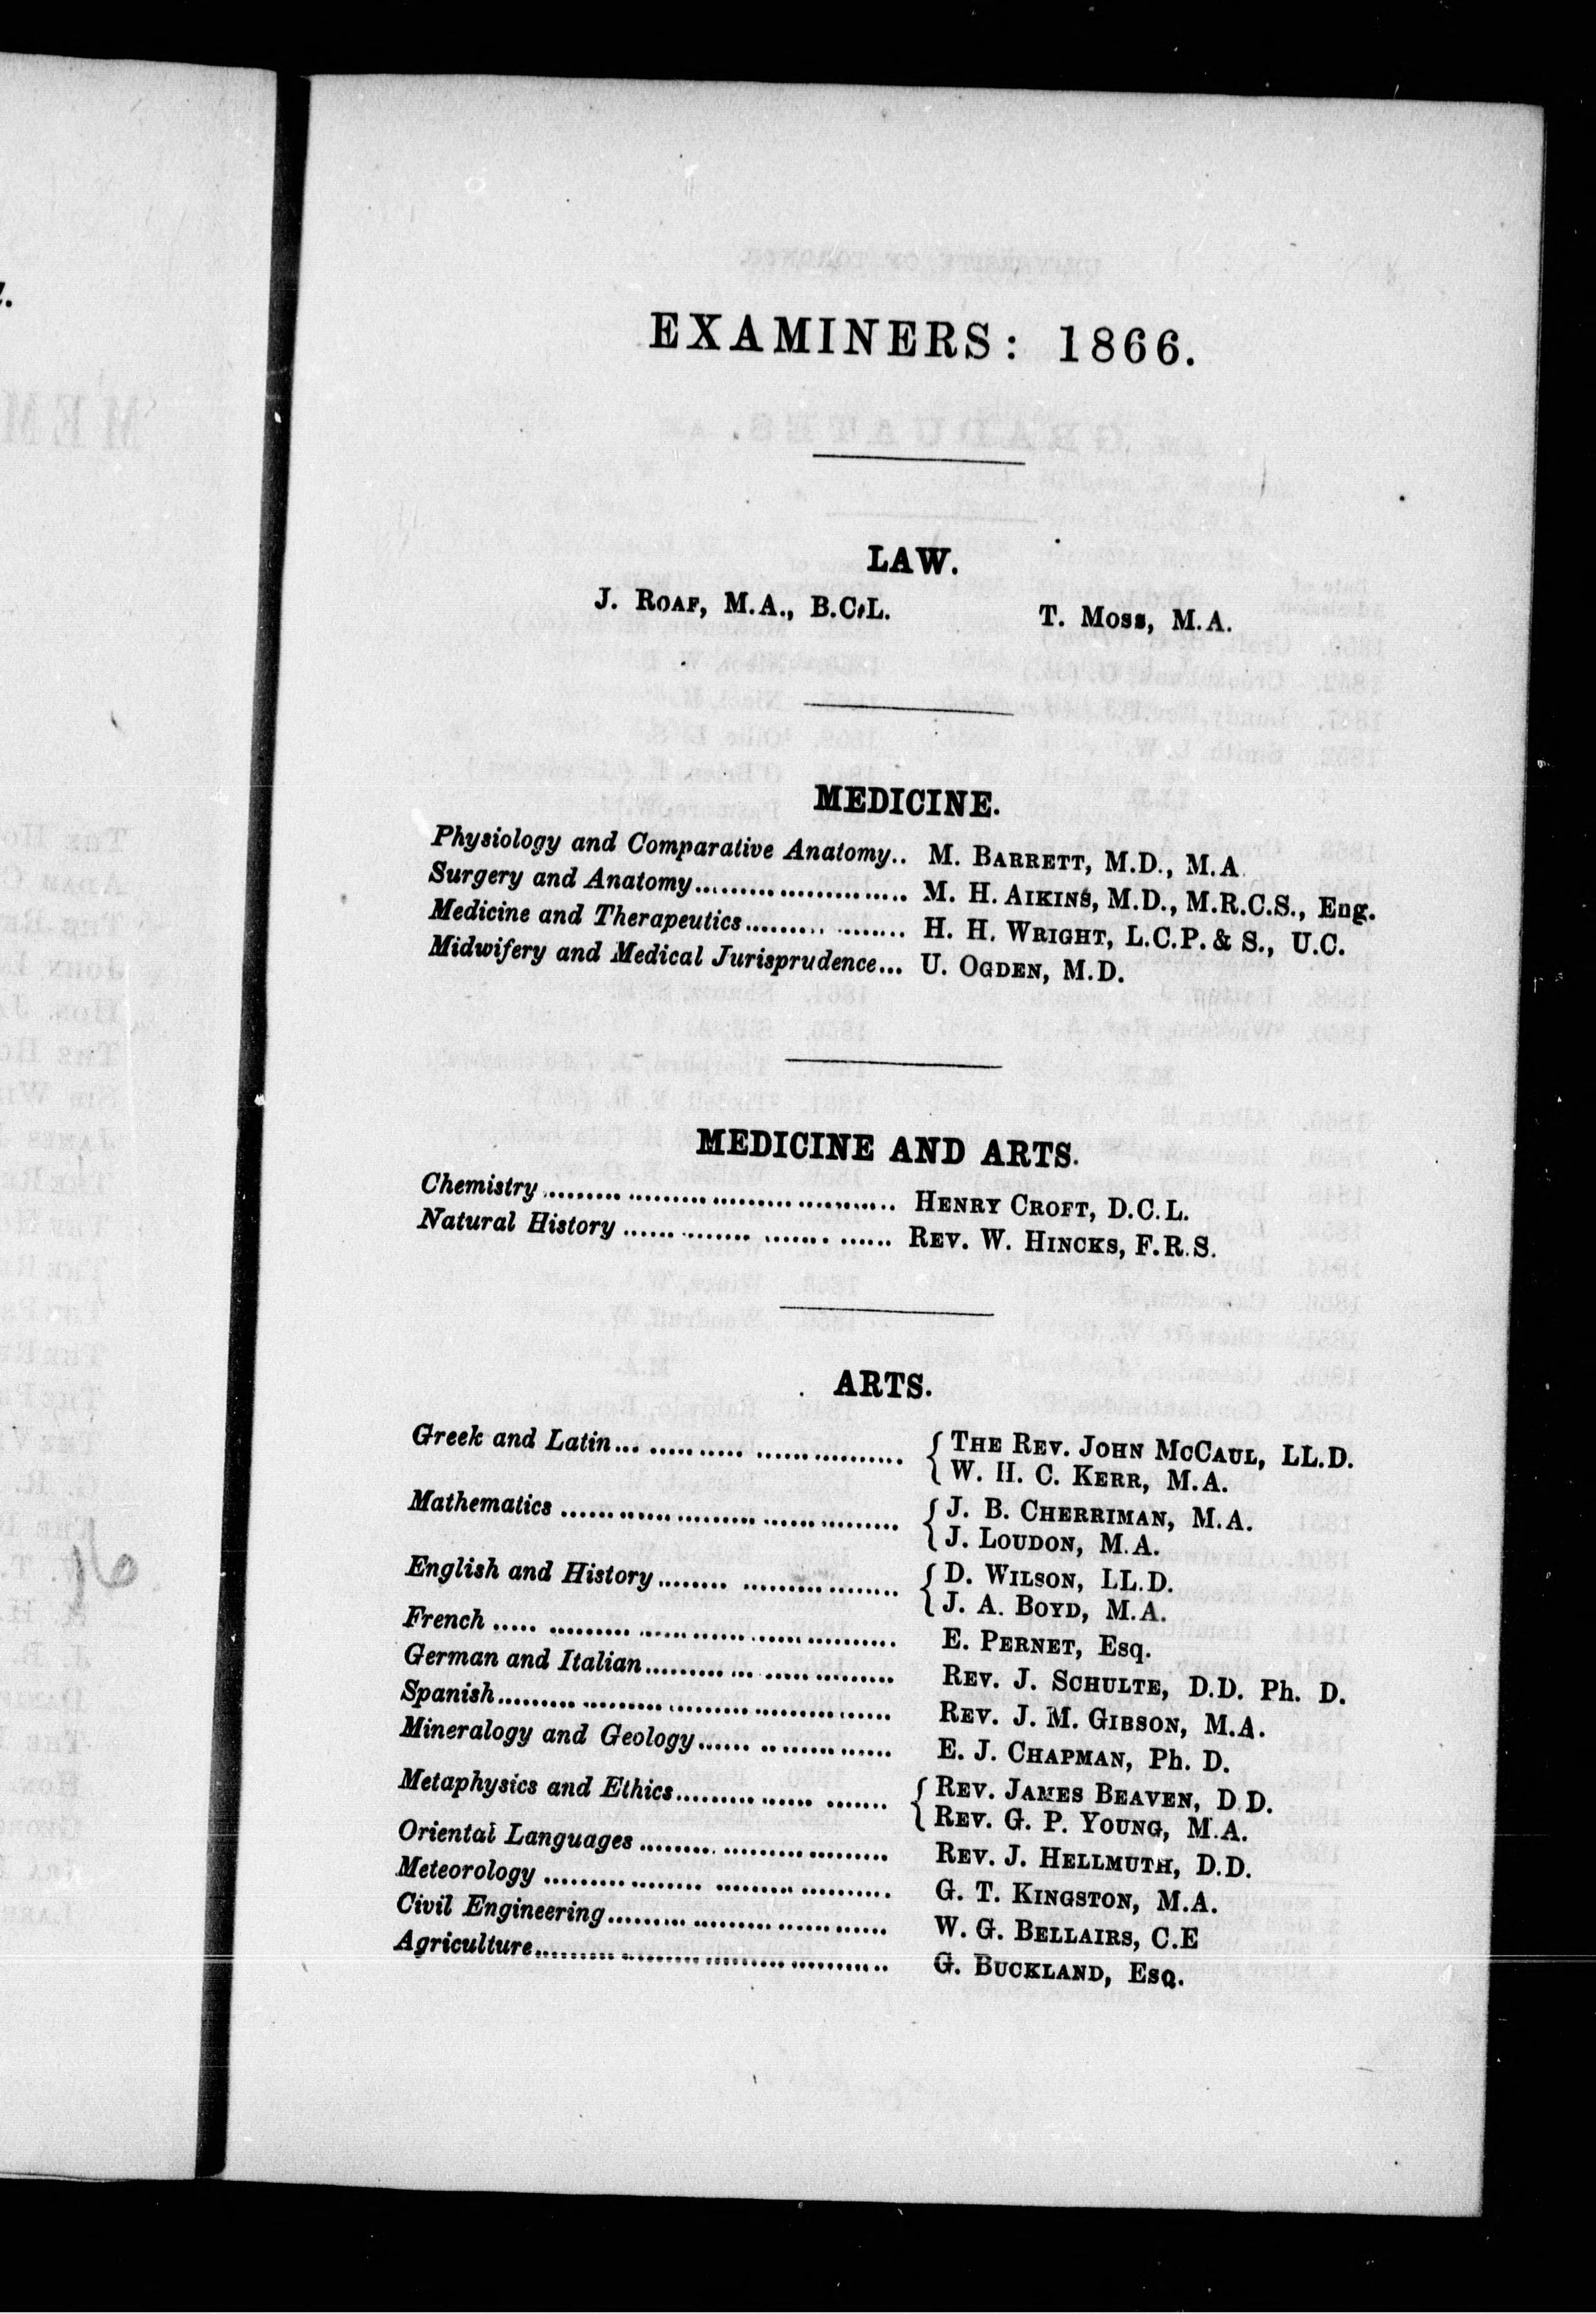 EXAMINERS: 1866.
LAW.
J. ROAF, M.A., B.C.L. T. MOSS, M.A.
MEDICINE.
Physiology and Comparative Anatomy.. M. BARRETT, M.D., M.A.
Surgery and Anatomy........................ M. H. AIKINS, M.D., M.R.C.S., Eng.
Medicine and Therapeutics.................. H. H. WRIGHT, L.C.P. & S., U.C.
Midwifery and Medical Jurisprudence... U. OGDEN, M.D.
MEDICINE AND ARTS.
Chemistry........................................ HENRY CROFT, D.C.L.
Natural History ............................. REV. W. HINCKS, F.R.S.
ARTS.
Greek and Latin................................ { THE REV. JOHN MCCAUL, LL.D.
W. H. C. KERR, M.A.
Mathematics ..................................... { J. B. CHERRIMAN, M.A.
J. LOUDON, M.A.
English and History.......................... { D. WILSON, LL.D.
J. A. BOYD, M.A.
French ............................................ E. PERNET, Esq.
German and Italian........................... REV. J. SCHULTE, D.D. Ph. D.
Spanish.......................................... REV. J. M. GIBSON, M.A.
Mineralogy and Geology..................... E. J. CHAPMAN, Ph. D.
Metaphysics and Ethics...................... { REV. JAMES BEAVEN, D.D.
REV. G. P. YOUNG, M.A.
Oriental Languages ........................... REV. J. HELLMUTH, D.D.
Meteorology ..................................... G. T. KINGSTON, M.A.
Civil Engineering.............................. W. G. BELLAIRS, C.E
Agriculture....................................... G. BUCKLAND, ESQ.